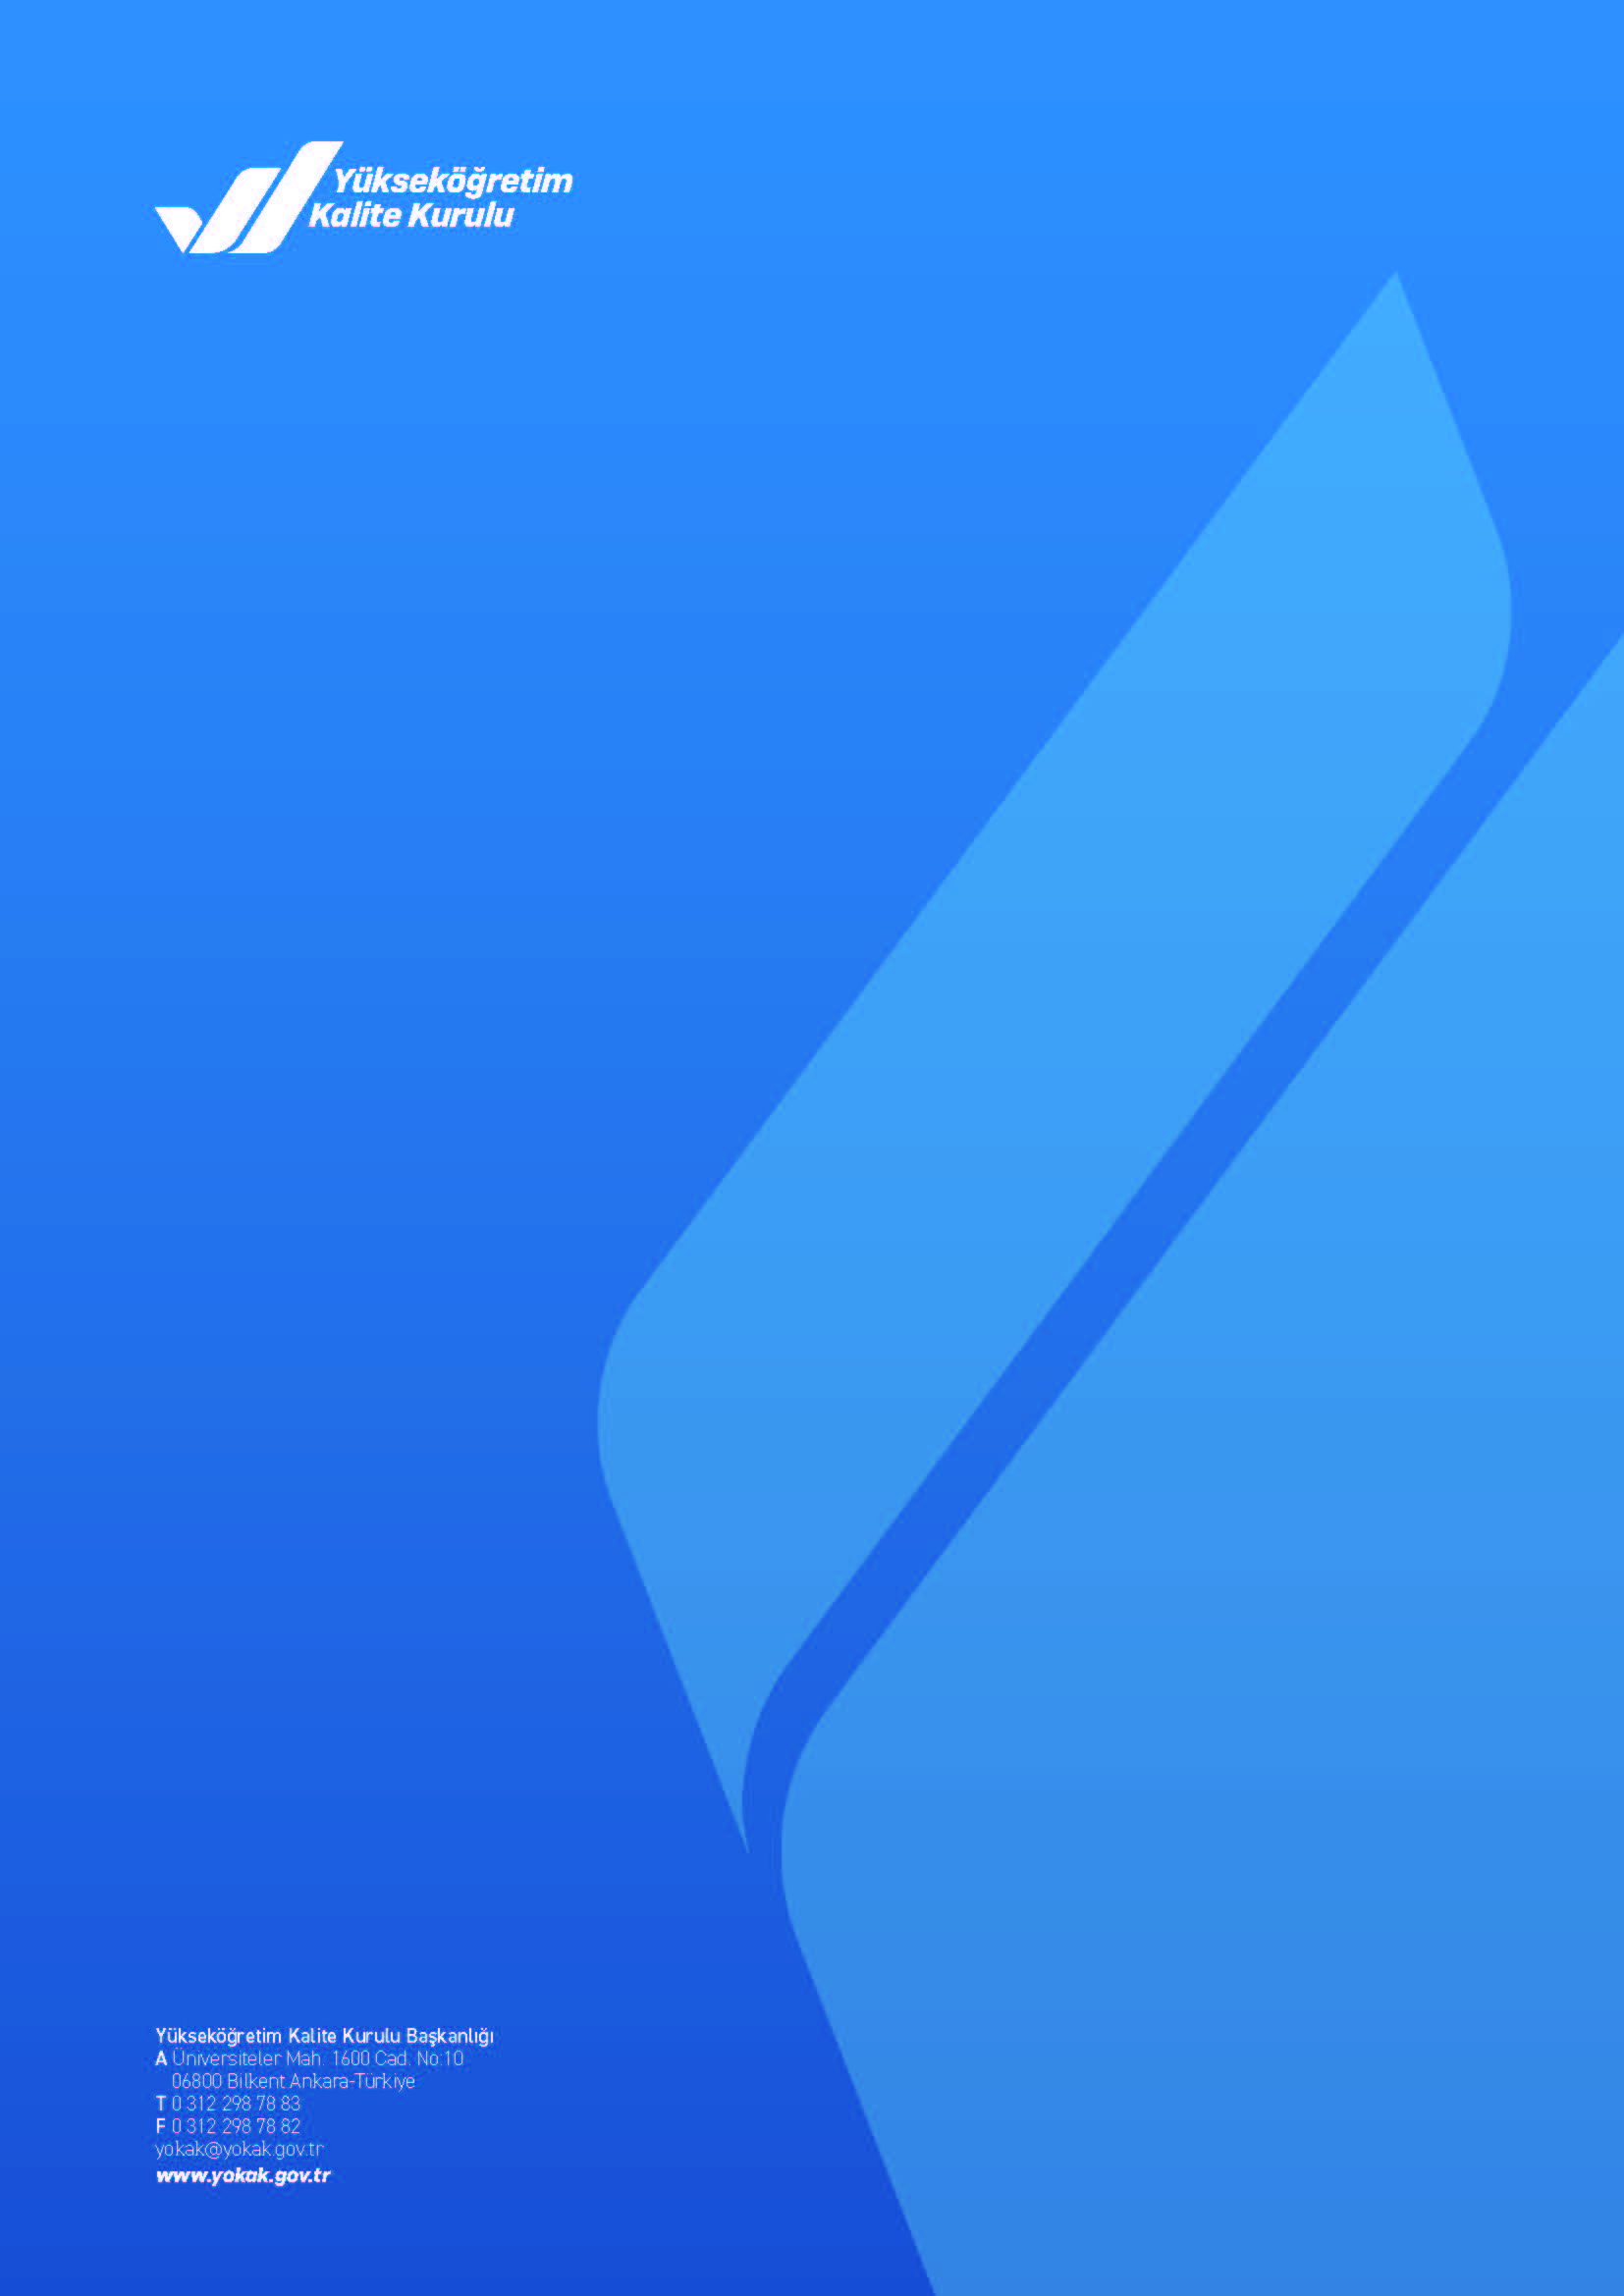 Yükseköğretim
Kalite Kurulu
Yükseköğretim Kalite Kurulu Başkanlığı
A Üniversiteler Mah. 1600 Cad. No:10
06800 Bilkent Ankara-Türkiye
T 0 312 298 78 83
F 0 312 298 78 82
yokak@yokak.gov.tr
www.yokak.gov.tr